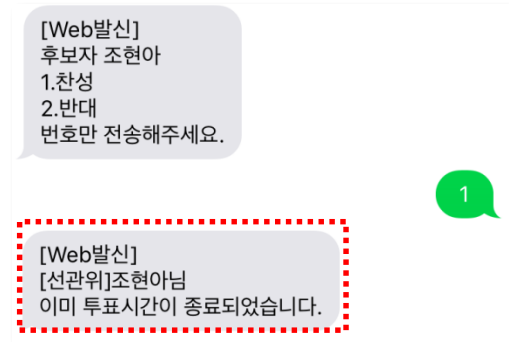 [Web발신]
후보자 조현아
1.찬성
2.반대
번호만 전송해주세요.
1
[Web발신]
[선관위]조현아님
이미 투표시간이 종료되었습니다.